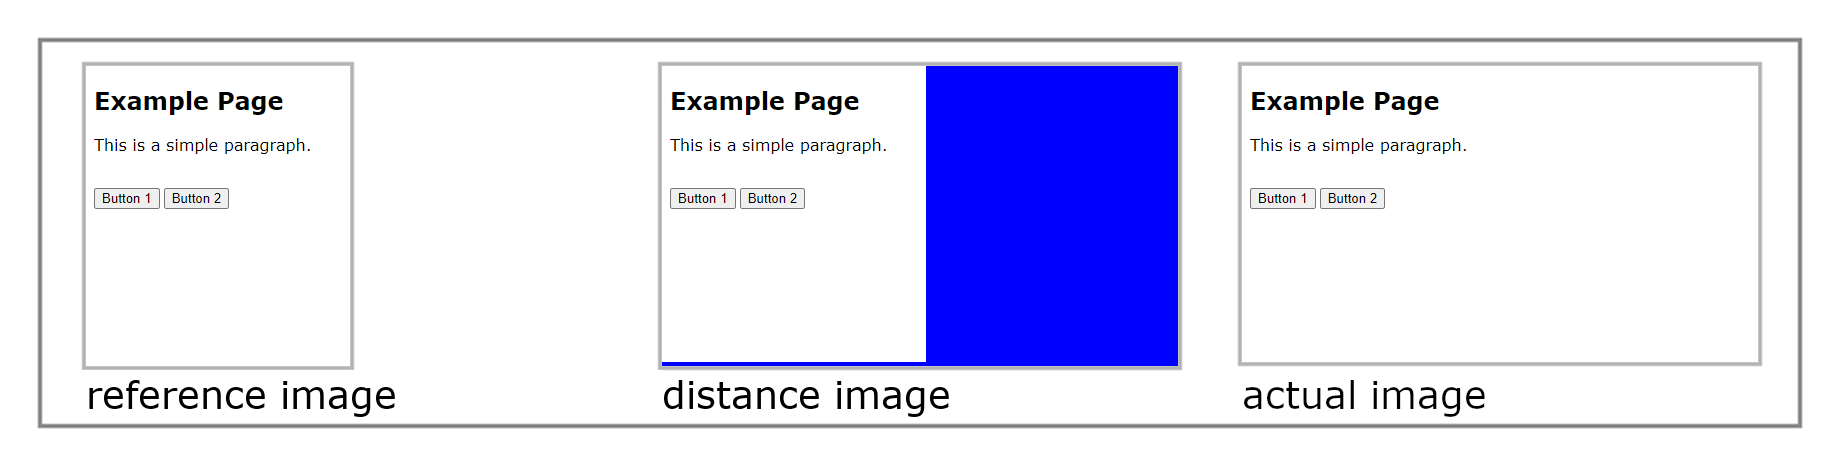 Example Page
This is a simple paragraph.
Button 1 Button 2
reference image
Example Page
This is a simple paragraph.
Button 1 Button 2
distance image
Example Page
This is a simple paragraph.
Button 1 Button 2
actual image